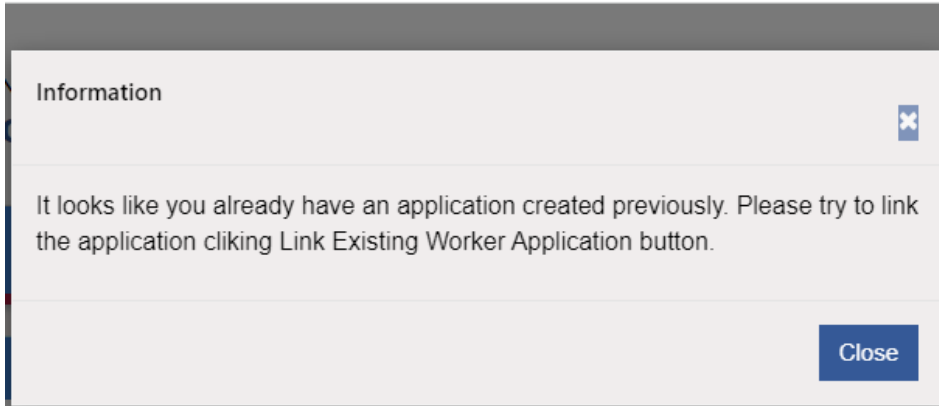 Information
It looks like you already have an application created previously. Please try to link
the application cliking Link Existing Worker Application button.
Close